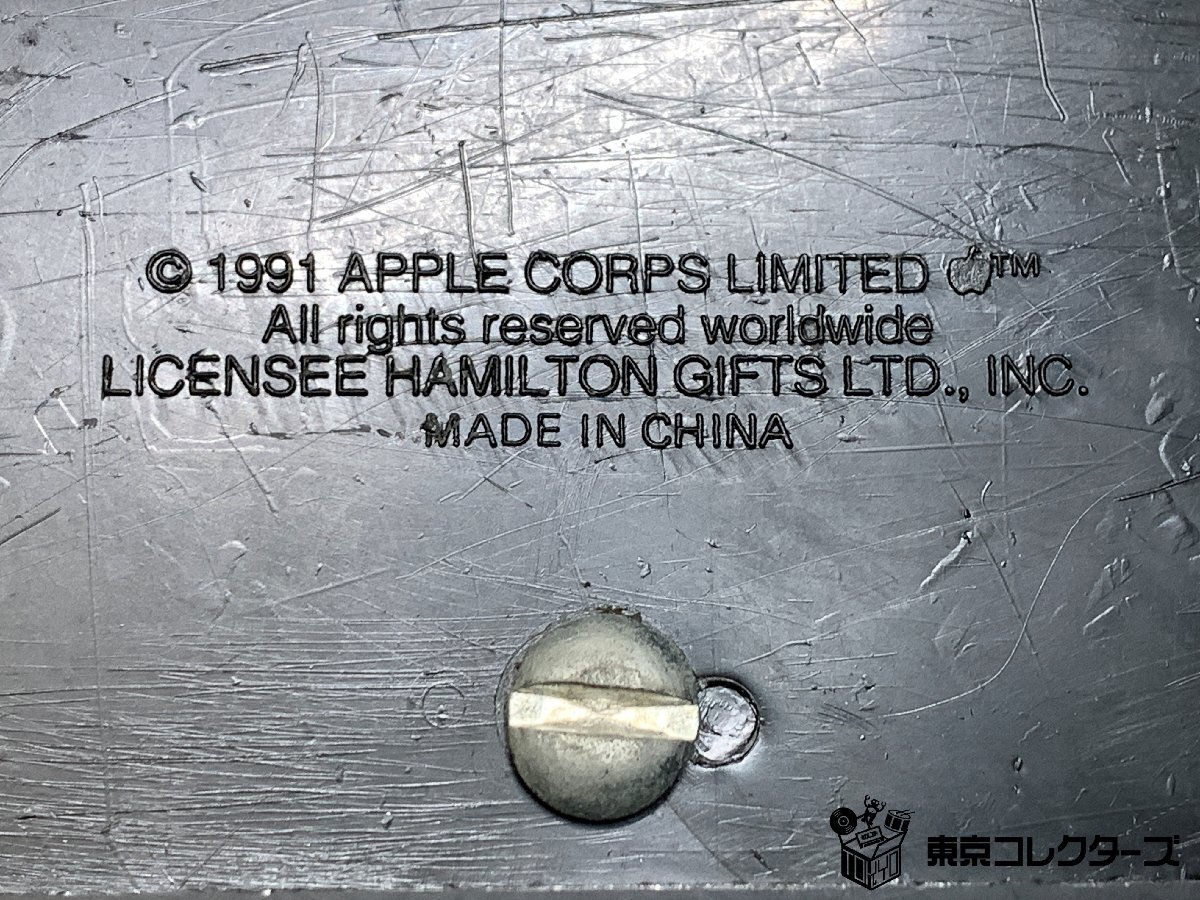 © 1991 APPLE CORPS LIMITED ™
All rights reserved worldwide
LICENSEE HAMILTON GIFTS LTD., INC.
MADE IN CHINA
東京コレクターズ